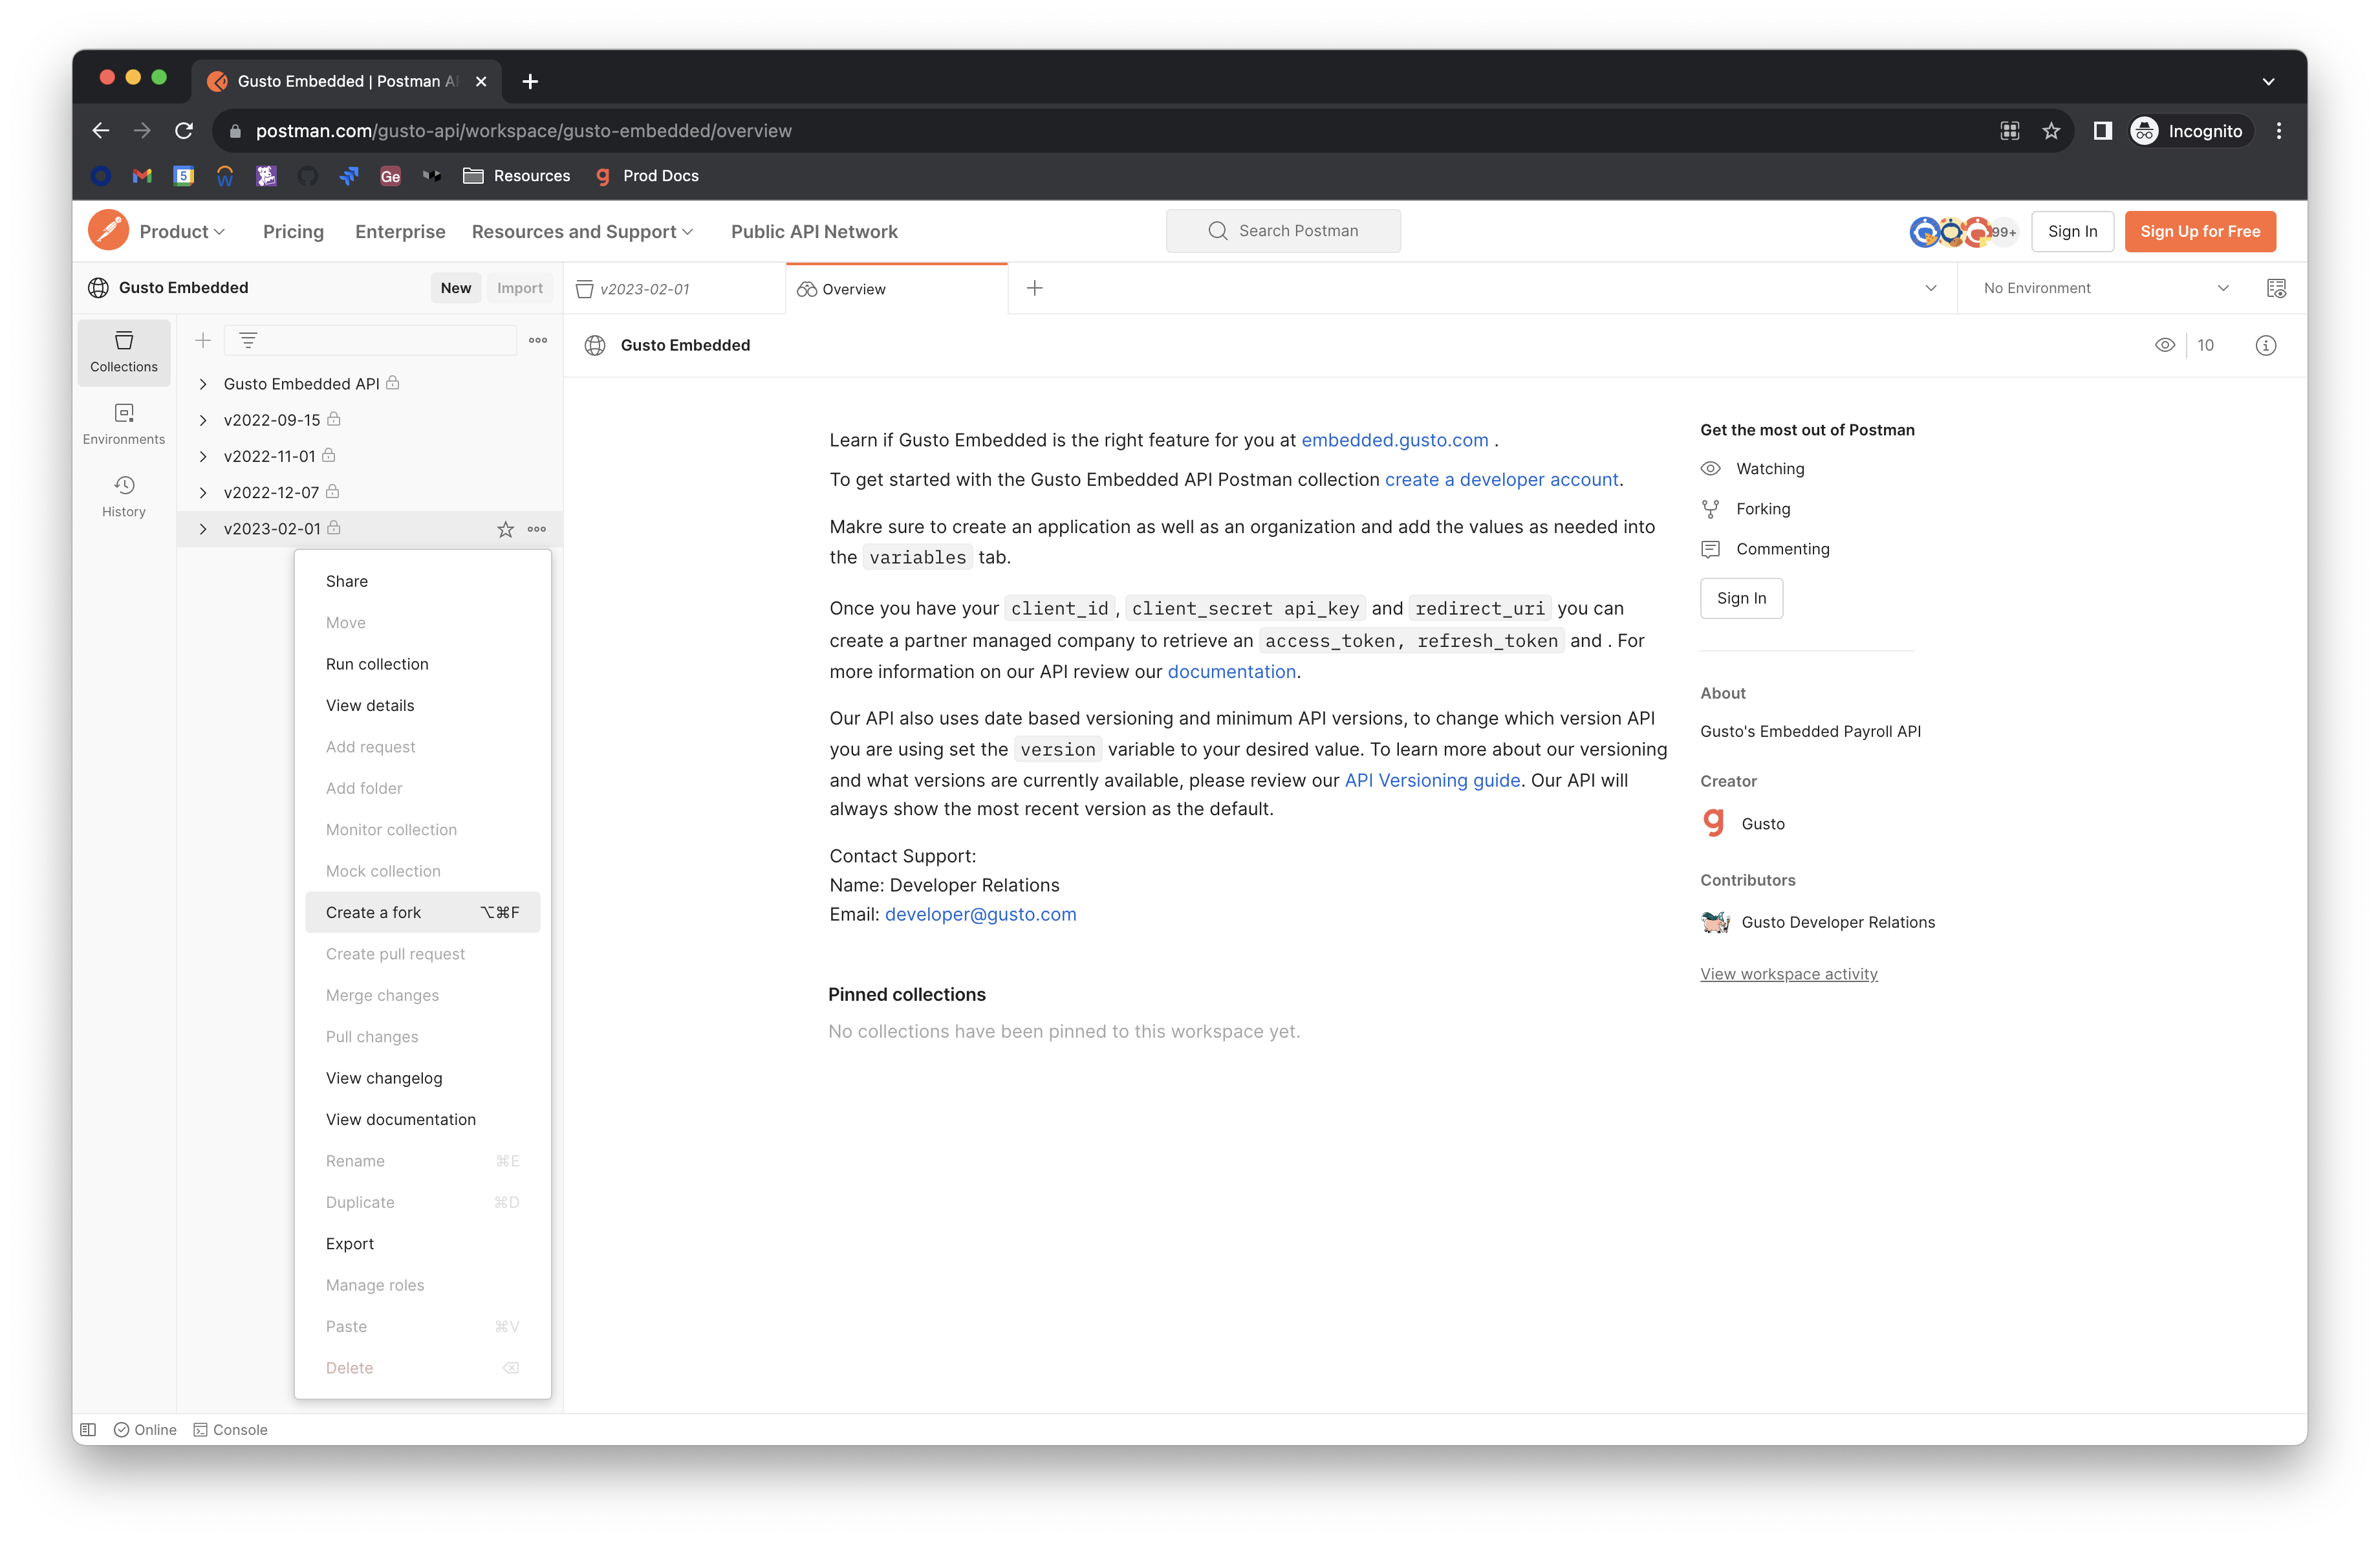 Gusto Embedded | Postman A
postman.com/gusto-api/workspace/gusto-embedded/overview
Incognito
5
Ge
Resources
Prod Docs
Product
Pricing
Enterprise
Resources and Support
Public API Network
Search Postman
99+
Sign In
Sign Up for Free
Gusto Embedded
New
Import
v2023-02-01
Overview
No Environment
Collections
Environments
History
Gusto Embedded API
v2022-09-15
v2022-11-01
v2022-12-07
v2023-02-01
Share
Move
Run collection
View details
Add request
Add folder
Monitor collection
Mock collection
Create a fork ⌥⌘F
Create pull request
Merge changes
Pull changes
View changelog
View documentation
Rename ⌘E
Duplicate ⌘D
Export
Manage roles
Paste ⌘V
Delete
Gusto Embedded
10
Learn if Gusto Embedded is the right feature for you at embedded.gusto.com .
To get started with the Gusto Embedded API Postman collection create a developer account.
Makre sure to create an application as well as an organization and add the values as needed into
the variables tab.
Once you have your client_id, client_secret api_key and redirect_uri you can
create a partner managed company to retrieve an access_token, refresh_token and . For
more information on our API review our documentation.
Our API also uses date based versioning and minimum API versions, to change which version API
you are using set the version variable to your desired value. To learn more about our versioning
and what versions are currently available, please review our API Versioning guide. Our API will
always show the most recent version as the default.
Contact Support:
Name: Developer Relations
Email: developer@gusto.com
Pinned collections
No collections have been pinned to this workspace yet.
Get the most out of Postman
Watching
Forking
Commenting
Sign In
About
Gusto's Embedded Payroll API
Creator
Gusto
Contributors
Gusto Developer Relations
View workspace activity
Online
Console